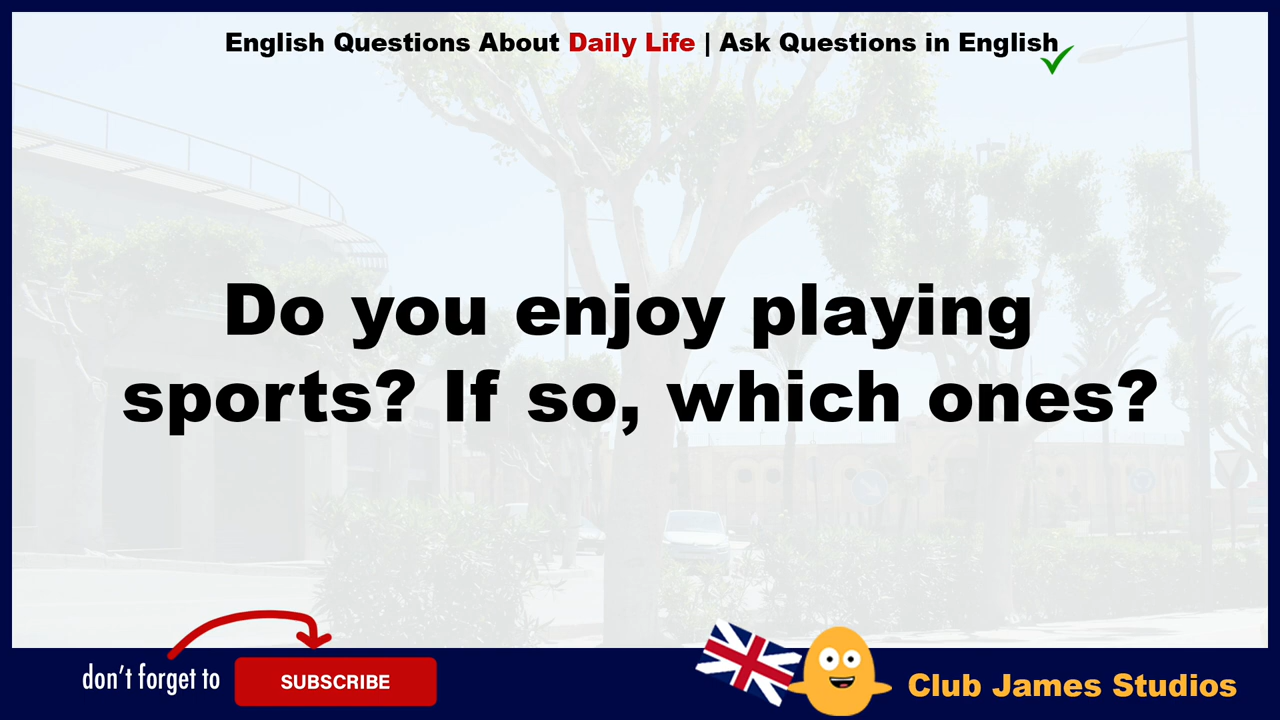 English Questions About Daily Life | Ask Questions in English
Do you enjoy playing
sports? If so, which ones?
don't forget to
SUBSCRIBE
Club James Studios